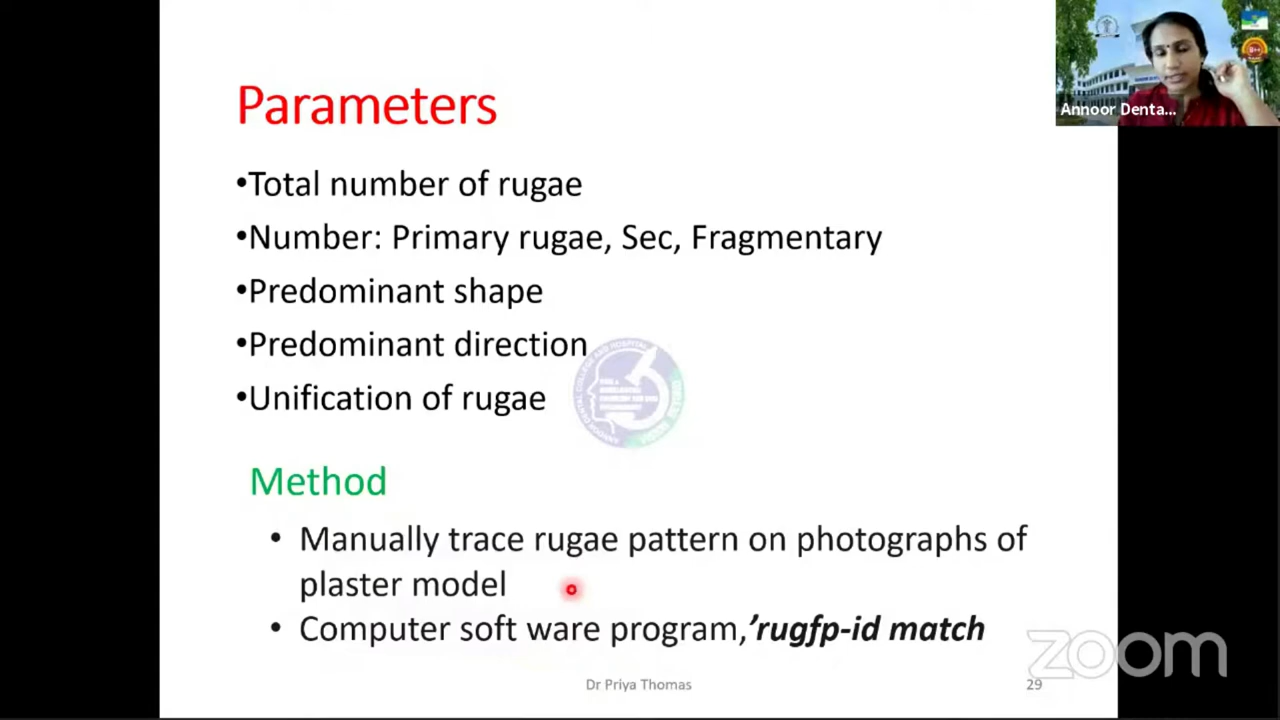 Parameters
•Total number of rugae
•Number: Primary rugae, Sec, Fragmentary
•Predominant shape
•Predominant direction
•Unification of rugae
Method
• Manually trace rugae pattern on photographs of
plaster model
• Computer soft ware program,’rugfp-id match
Dr Priya Thomas
29
zoom
Annoor Denta...